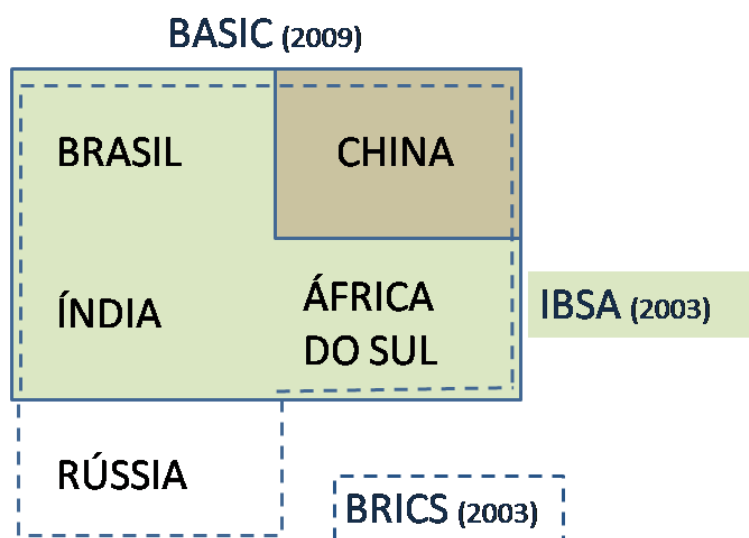 BASIC (2009)
BRASIL
CHINA
ÍNDIA
ÁFRICA
DO SUL
IBSA (2003)
RÚSSIA
BRICS (2003)